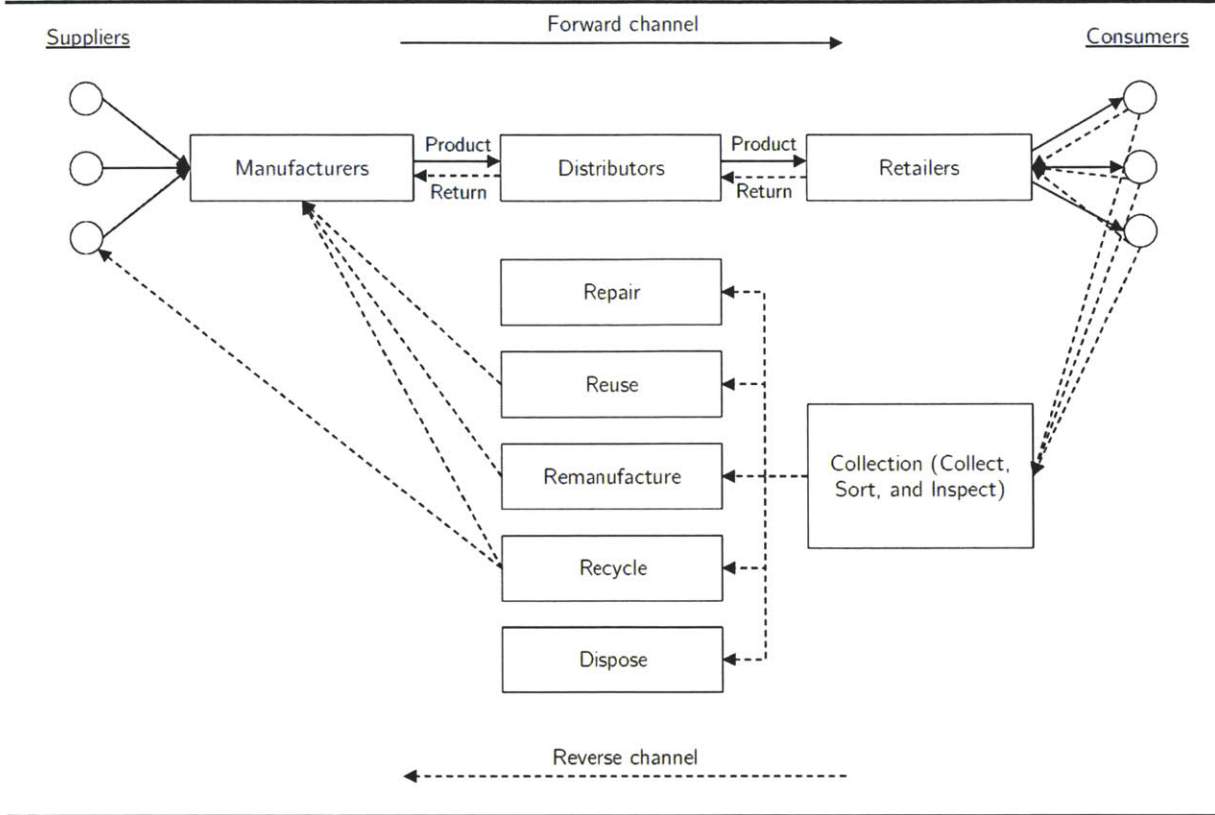 Forward channel
Suppliers
Consumers
Manufacturers
Product
Return
Distributors
Product
Return
Retailers
Repair
Reuse
Remanufacture
Recycle
Dispose
Collection (Collect,
Sort, and Inspect)
Reverse channel